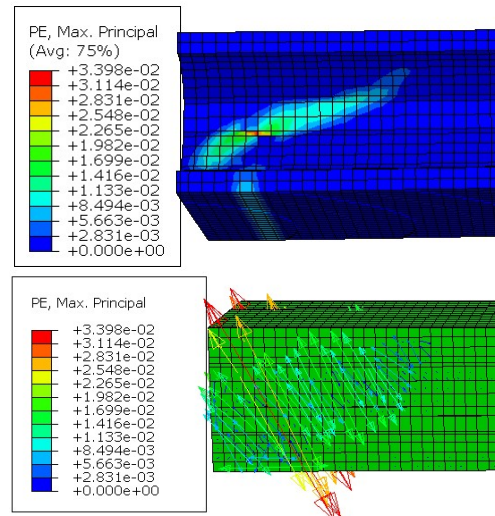 PE, Max. Principal
(Avg: 75%)
+3.398e-02
+3.114e-02
+2.831e-02
+2.548e-02
+2.265e-02
+1.982e-02
+1.699e-02
+1.416e-02
+1.133e-02
+8.494e-03
+5.663e-03
+2.831e-03
+0.000e+00
PE, Max. Principal
+3.398e-02
+3.114e-02
+2.831e-02
+2.548e-02
+2.265e-02
+1.982e-02
+1.699e-02
+1.416e-02
+1.133e-02
+8.494e-03
+5.663e-03
+2.831e-03
+0.000e+00